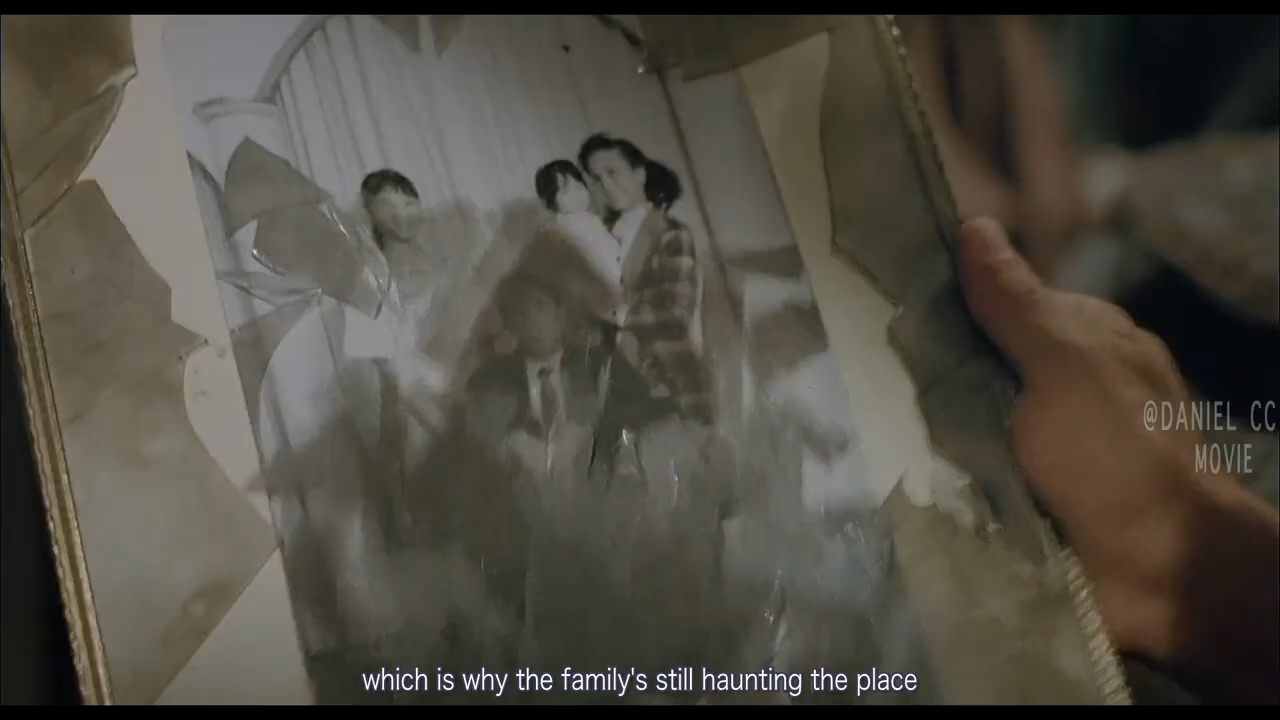 @DANIEL CC
MOVIE
which is why the family's still haunting the place